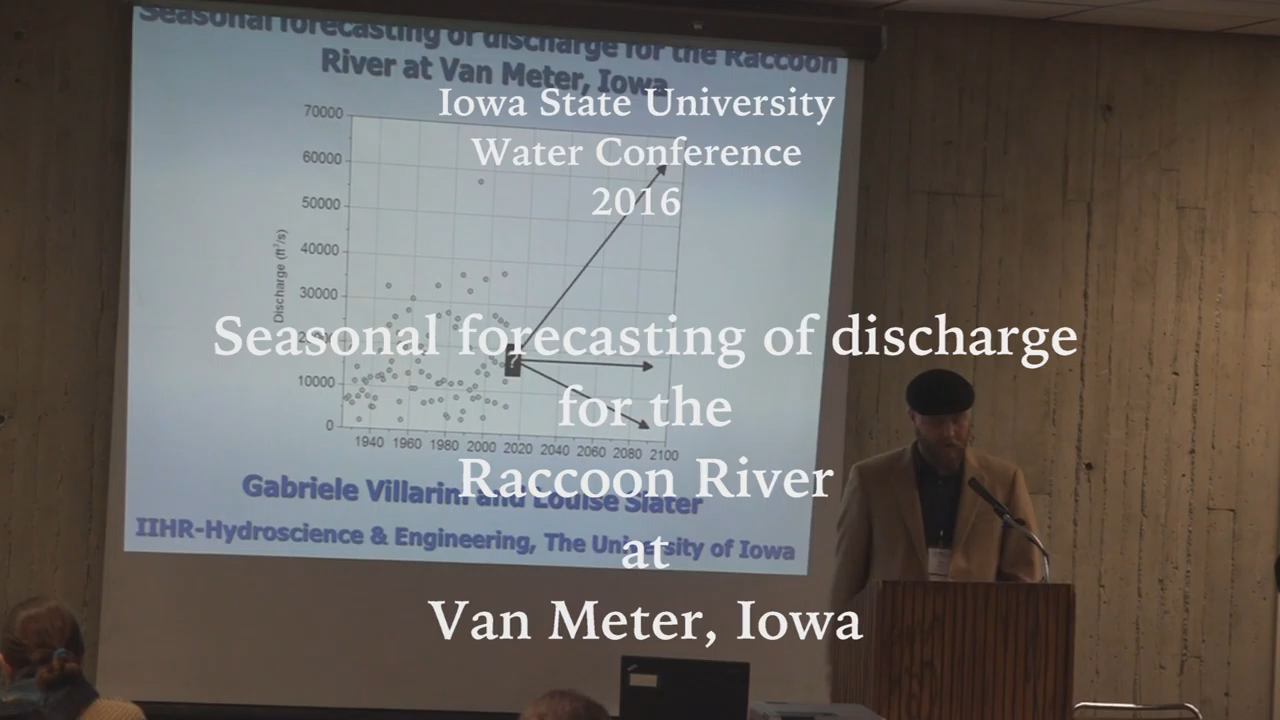 Seasonal forecasting of discharge for the Raccoon
River at Van Meter, Iowa
Iowa State University
Water Conference
2016
70000
60000
50000
40000
30000
10000
0
Discharge (ft³/s)
?
1940 1960 1980 2000 2020 2040 2060 2080 2100
Seasonal forecasting of discharge
for the
Raccoon River
at
Van Meter, Iowa
Gabriele Villarini and Louise Slater
IIHR-Hydroscience & Engineering, The University of Iowa